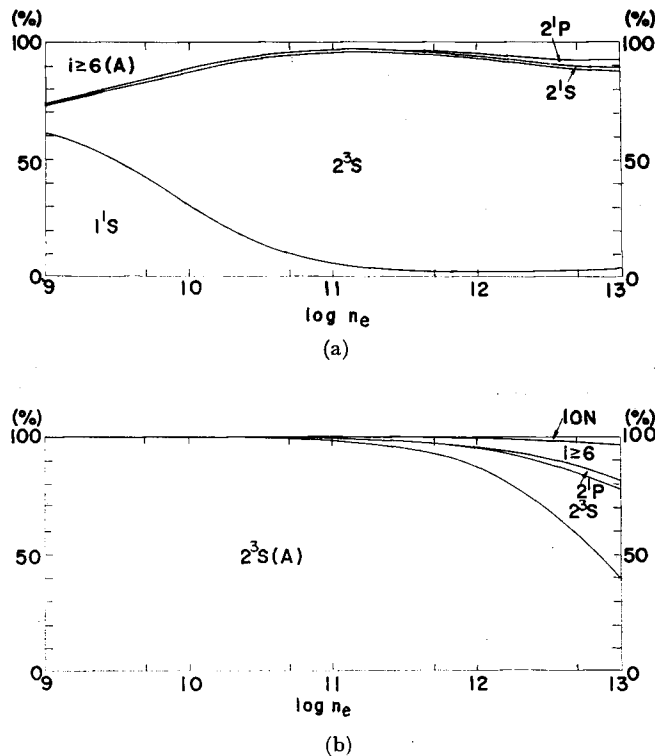 (%) (%)
100 100
2¹P
i≥6(A)
2¹S
50 2³S 50
1¹S
0 0
9 10 11 12 13
log nₑ
(a)
(%) (%)
100 ION 100
i≥6
2¹P
2³S
50 2³S(A) 50
0 0
9 10 11 12 13
log nₑ
(b)